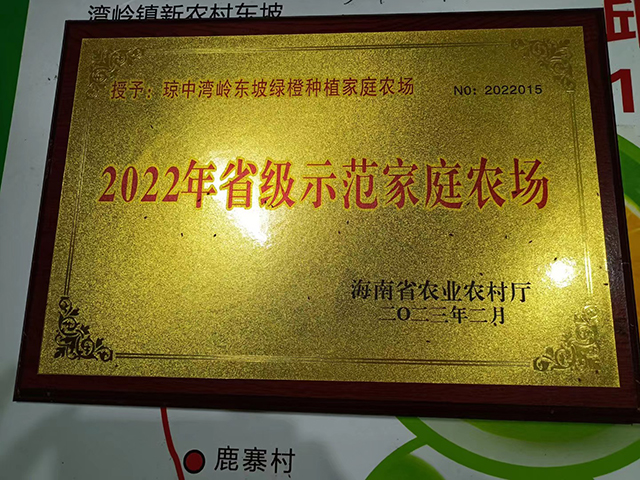 湾岭镇新农村东坡
授予：琼中湾岭东坡绿橙种植家庭农场 NO: 2022015
2022年省级示范家庭农场
海南省农业农村厅
二〇二三年二月
鹿寨村